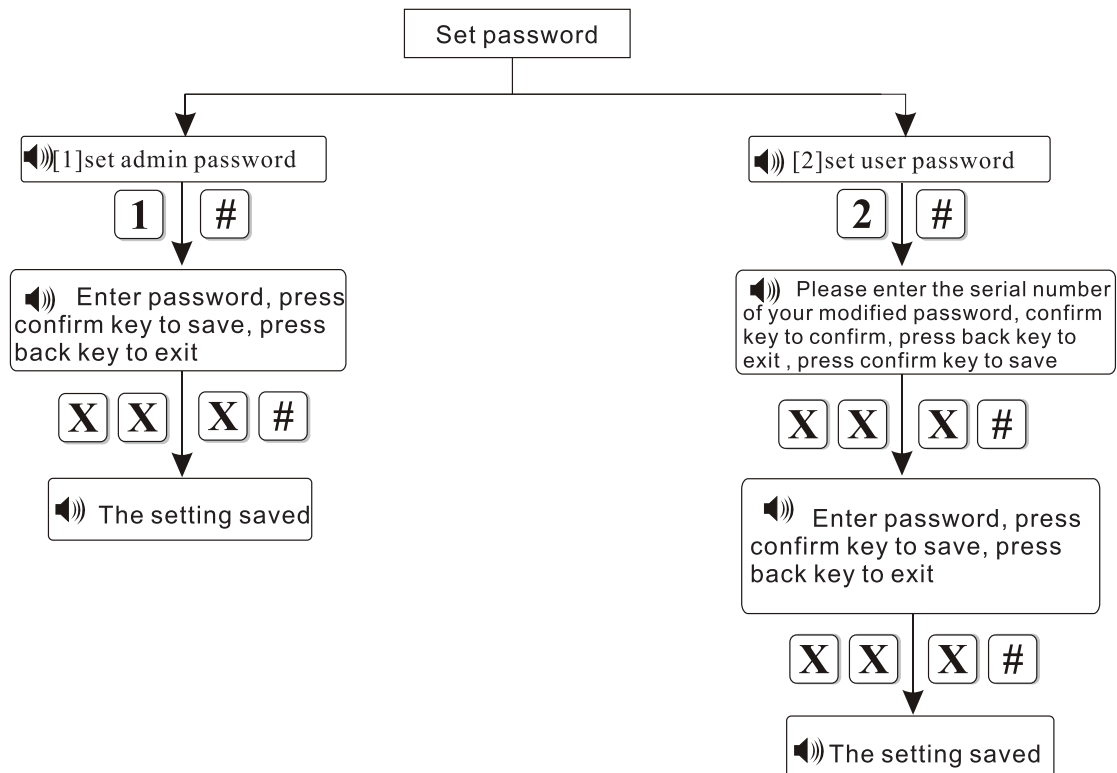 Set password
[1]set admin password
1 #
Enter password, press
confirm key to save, press
back key to exit
X X X #
The setting saved
[2]set user password
2 #
Please enter the serial number
of your modified password, confirm
key to confirm, press back key to
exit , press confirm key to save
X X X #
Enter password, press
confirm key to save, press
back key to exit
X X X #
The setting saved